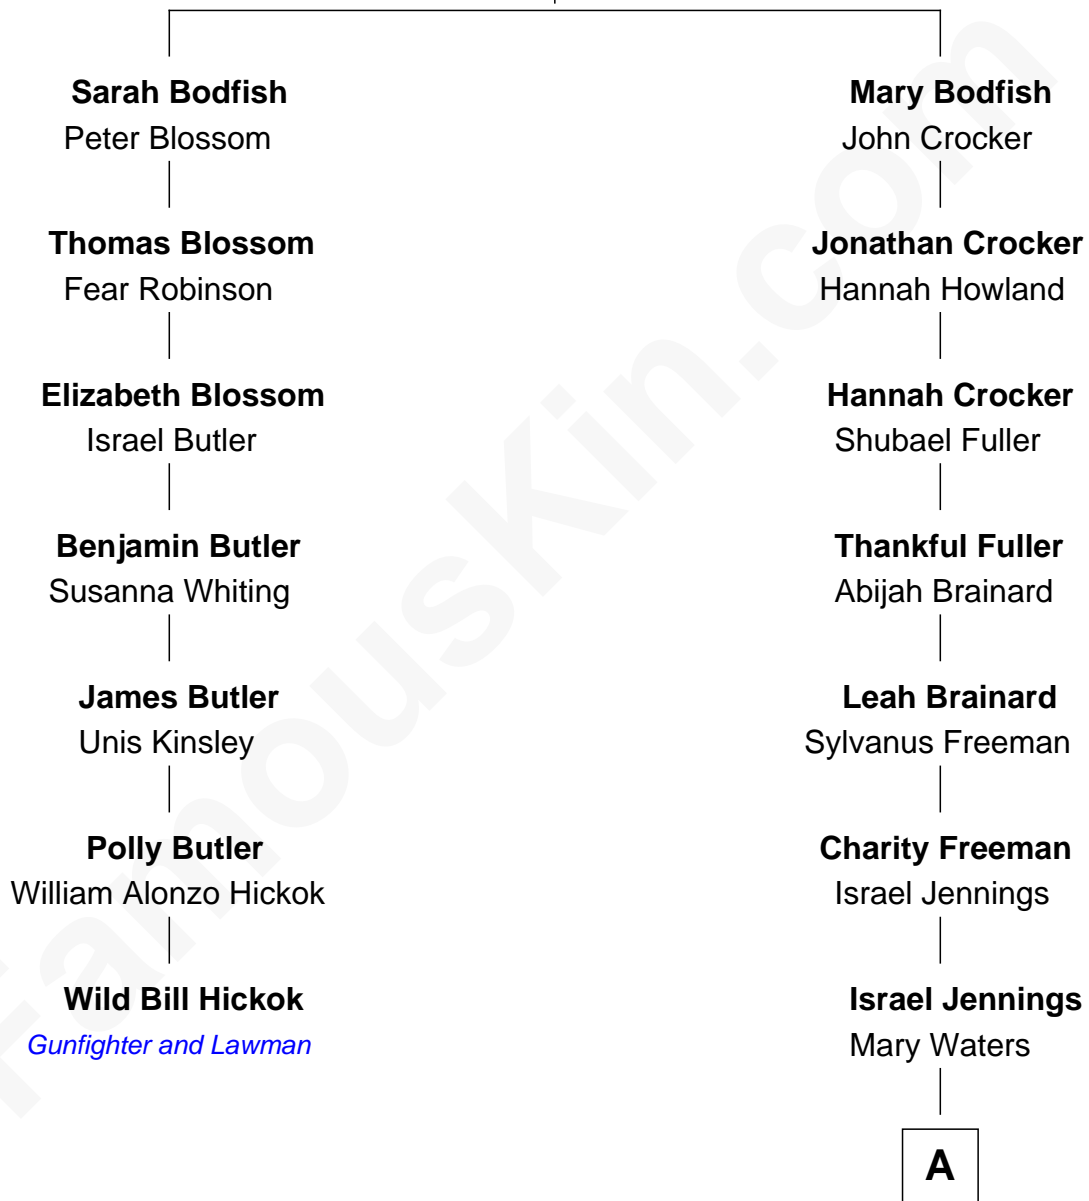 Sarah Bodfish
Peter Blossom
Thomas Blossom
Fear Robinson
Elizabeth Blossom
Israel Butler
Benjamin Butler
Susanna Whiting
James Butler
Unis Kinsley
Polly Butler
William Alonzo Hickok
Wild Bill Hickok
Gunfighter and Lawman
Mary Bodfish
John Crocker
Jonathan Crocker
Hannah Howland
Hannah Crocker
Shubael Fuller
Thankful Fuller
Abijah Brainard
Leah Brainard
Sylvanus Freeman
Charity Freeman
Israel Jennings
Israel Jennings
Mary Waters
A
FamousKin.com